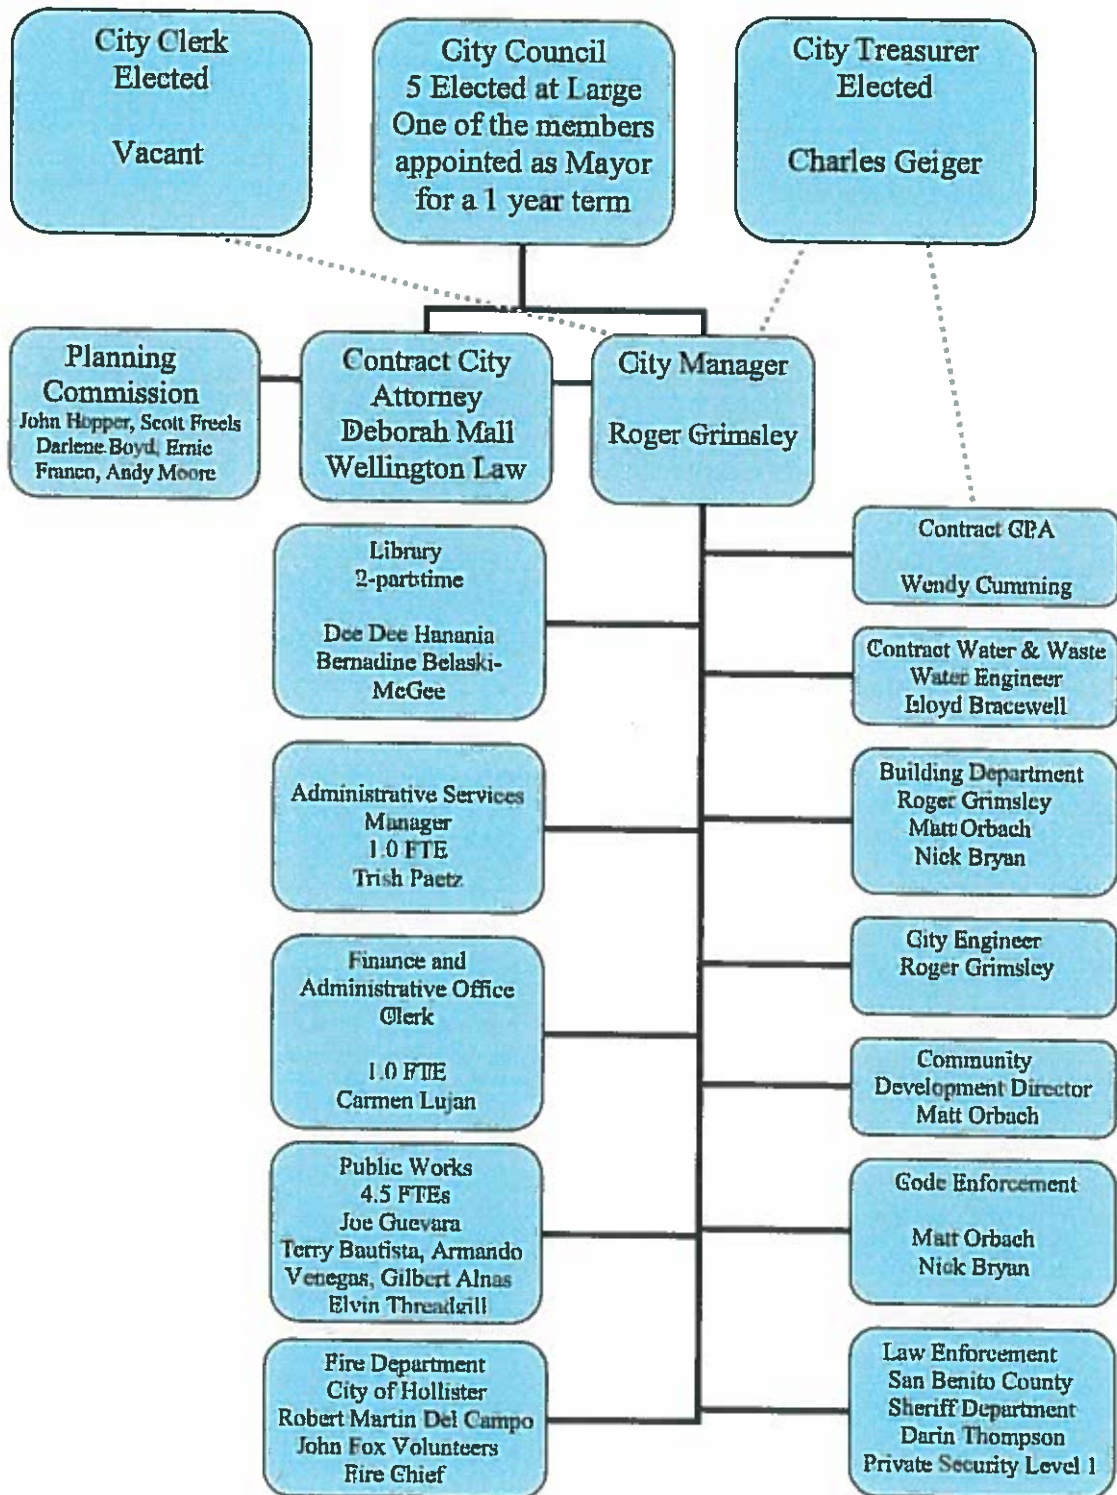 City Clerk
Elected
Vacant
City Council
5 Elected at Large
One of the members
appointed as Mayor
for a 1 year term
City Treasurer
Elected
Charles Geiger
Planning
Commission
John Hopper, Scott Freels
Darlene Boyd, Ernie
Franco, Andy Moore
Contract City
Attorney
Deborah Mall
Wellington Law
City Manager
Roger Grimsley
Library
2-part time
Dee Dee Hanania
Bernadine Belaski-
McGee
Administrative Services
Manager
1.0 FTE
Trish Paetz
Finance and
Administrative Office
Clerk
1.0 FTE
Carmen Lujan
Public Works
4.5 FTEs
Joe Guevara
Terry Bautista, Armando
Venegas, Gilbert Alnas
Elvin Threadgill
Fire Department
City of Hollister
Robert Martin Del Campo
John Fox Volunteers
Fire Chief
Contract CPA
Wendy Cumming
Contract Water & Waste
Water Engineer
Lloyd Bracewell
Building Department
Roger Grimsley
Matt Orbach
Nick Bryan
City Engineer
Roger Grimsley
Community
Development Director
Matt Orbach
Code Enforcement
Matt Orbach
Nick Bryan
Law Enforcement
San Benito County
Sheriff Department
Darin Thompson
Private Security Level 1